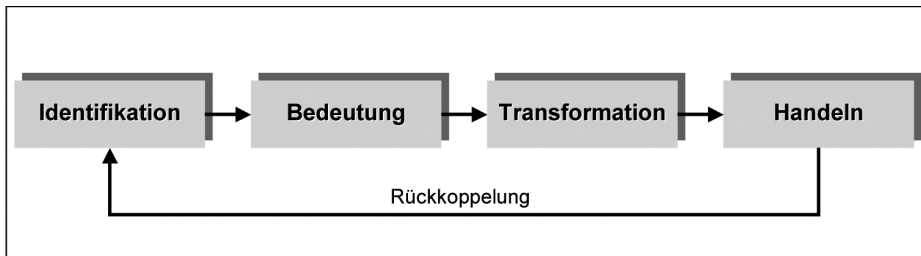 Identifikation
Bedeutung
Transformation
Handeln
Rückkoppelung